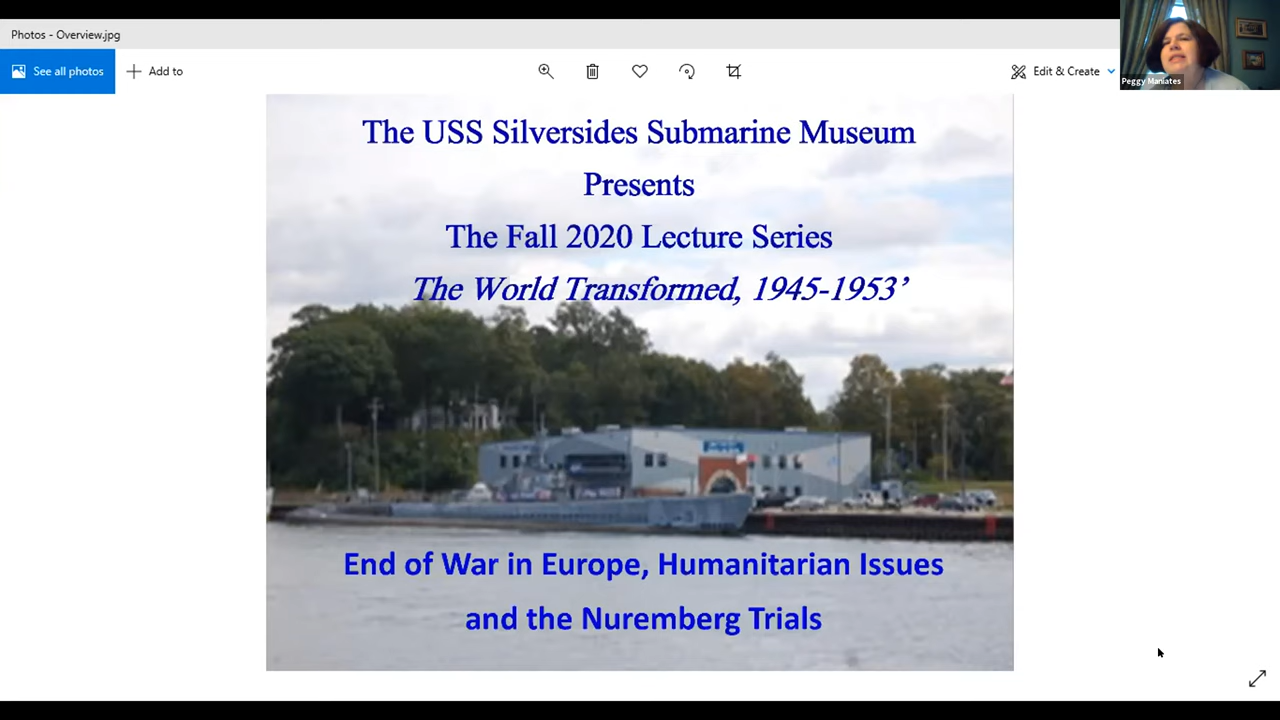 Photos - Overview.jpg
See all photos
Add to
Edit & Create
Peggy Maniates
The USS Silversides Submarine Museum
Presents
The Fall 2020 Lecture Series
The World Transformed, 1945-1953’
End of War in Europe, Humanitarian Issues
and the Nuremberg Trials